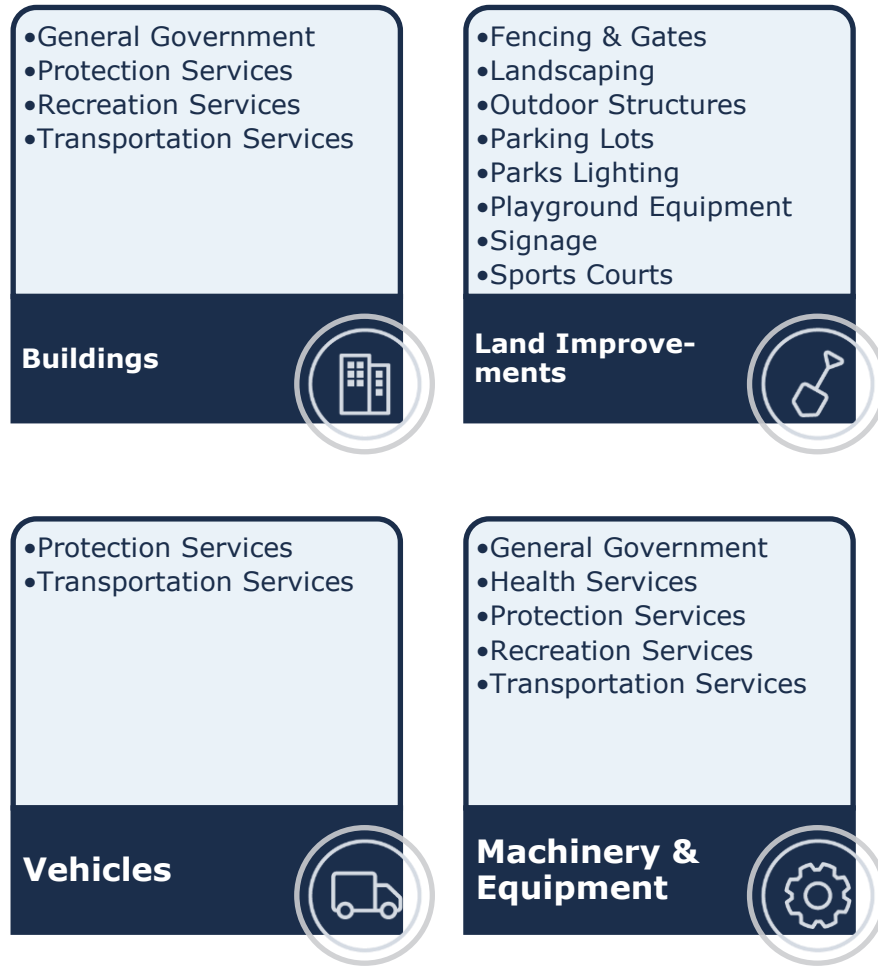 •General Government
•Protection Services
•Recreation Services
•Transportation Services
Buildings
•Fencing & Gates
•Landscaping
•Outdoor Structures
•Parking Lots
•Parks Lighting
•Playground Equipment
•Signage
•Sports Courts
Land Improve-
ments
•Protection Services
•Transportation Services
Vehicles
•General Government
•Health Services
•Protection Services
•Recreation Services
•Transportation Services
Machinery &
Equipment